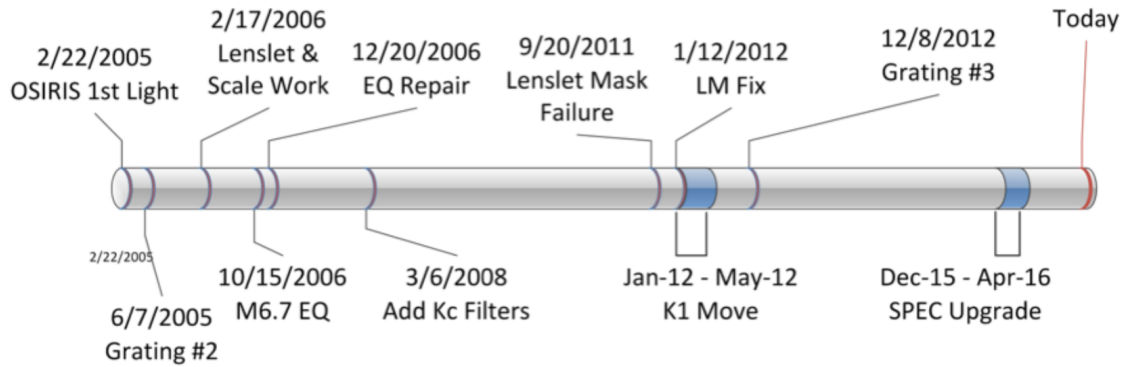 2/22/2005
OSIRIS 1st Light
2/17/2006
Lenslet &
Scale Work
12/20/2006
EQ Repair
9/20/2011
Lenslet Mask
Failure
1/12/2012
LM Fix
12/8/2012
Grating #3
Today
2/22/2005
6/7/2005
Grating #2
10/15/2006
M6.7 EQ
3/6/2008
Add Kc Filters
Jan-12 - May-12
K1 Move
Dec-15 - Apr-16
SPEC Upgrade